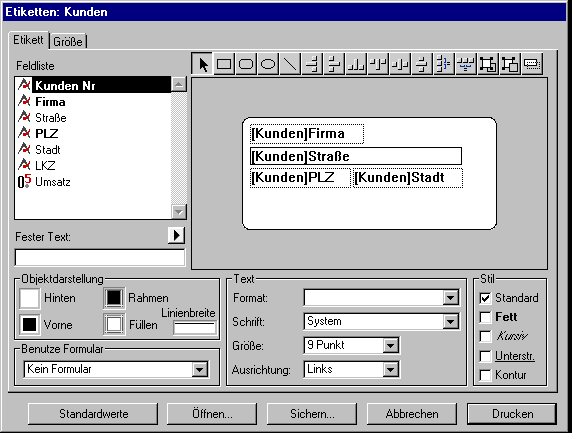 Etiketten: Kunden
Etikett Größe
Feldliste
Kunden Nr
Firma
Straße
PLZ
Stadt
LKZ
05 Umsatz
Fester Text:
[Kunden]Firma
[Kunden]Straße
[Kunden]PLZ [Kunden]Stadt
Objektdarstellung
Hinten Rahmen
Linienbreite
Vorne Füllen
Benutze Formular
Kein Formular
Text
Format:
Schrift: System
Größe: 9 Punkt
Ausrichtung: Links
Stil
Standard
Fett
Kursiv
Unterstr.
Kontur
Standardwerte Öffnen... Sichern... Abbrechen Drucken